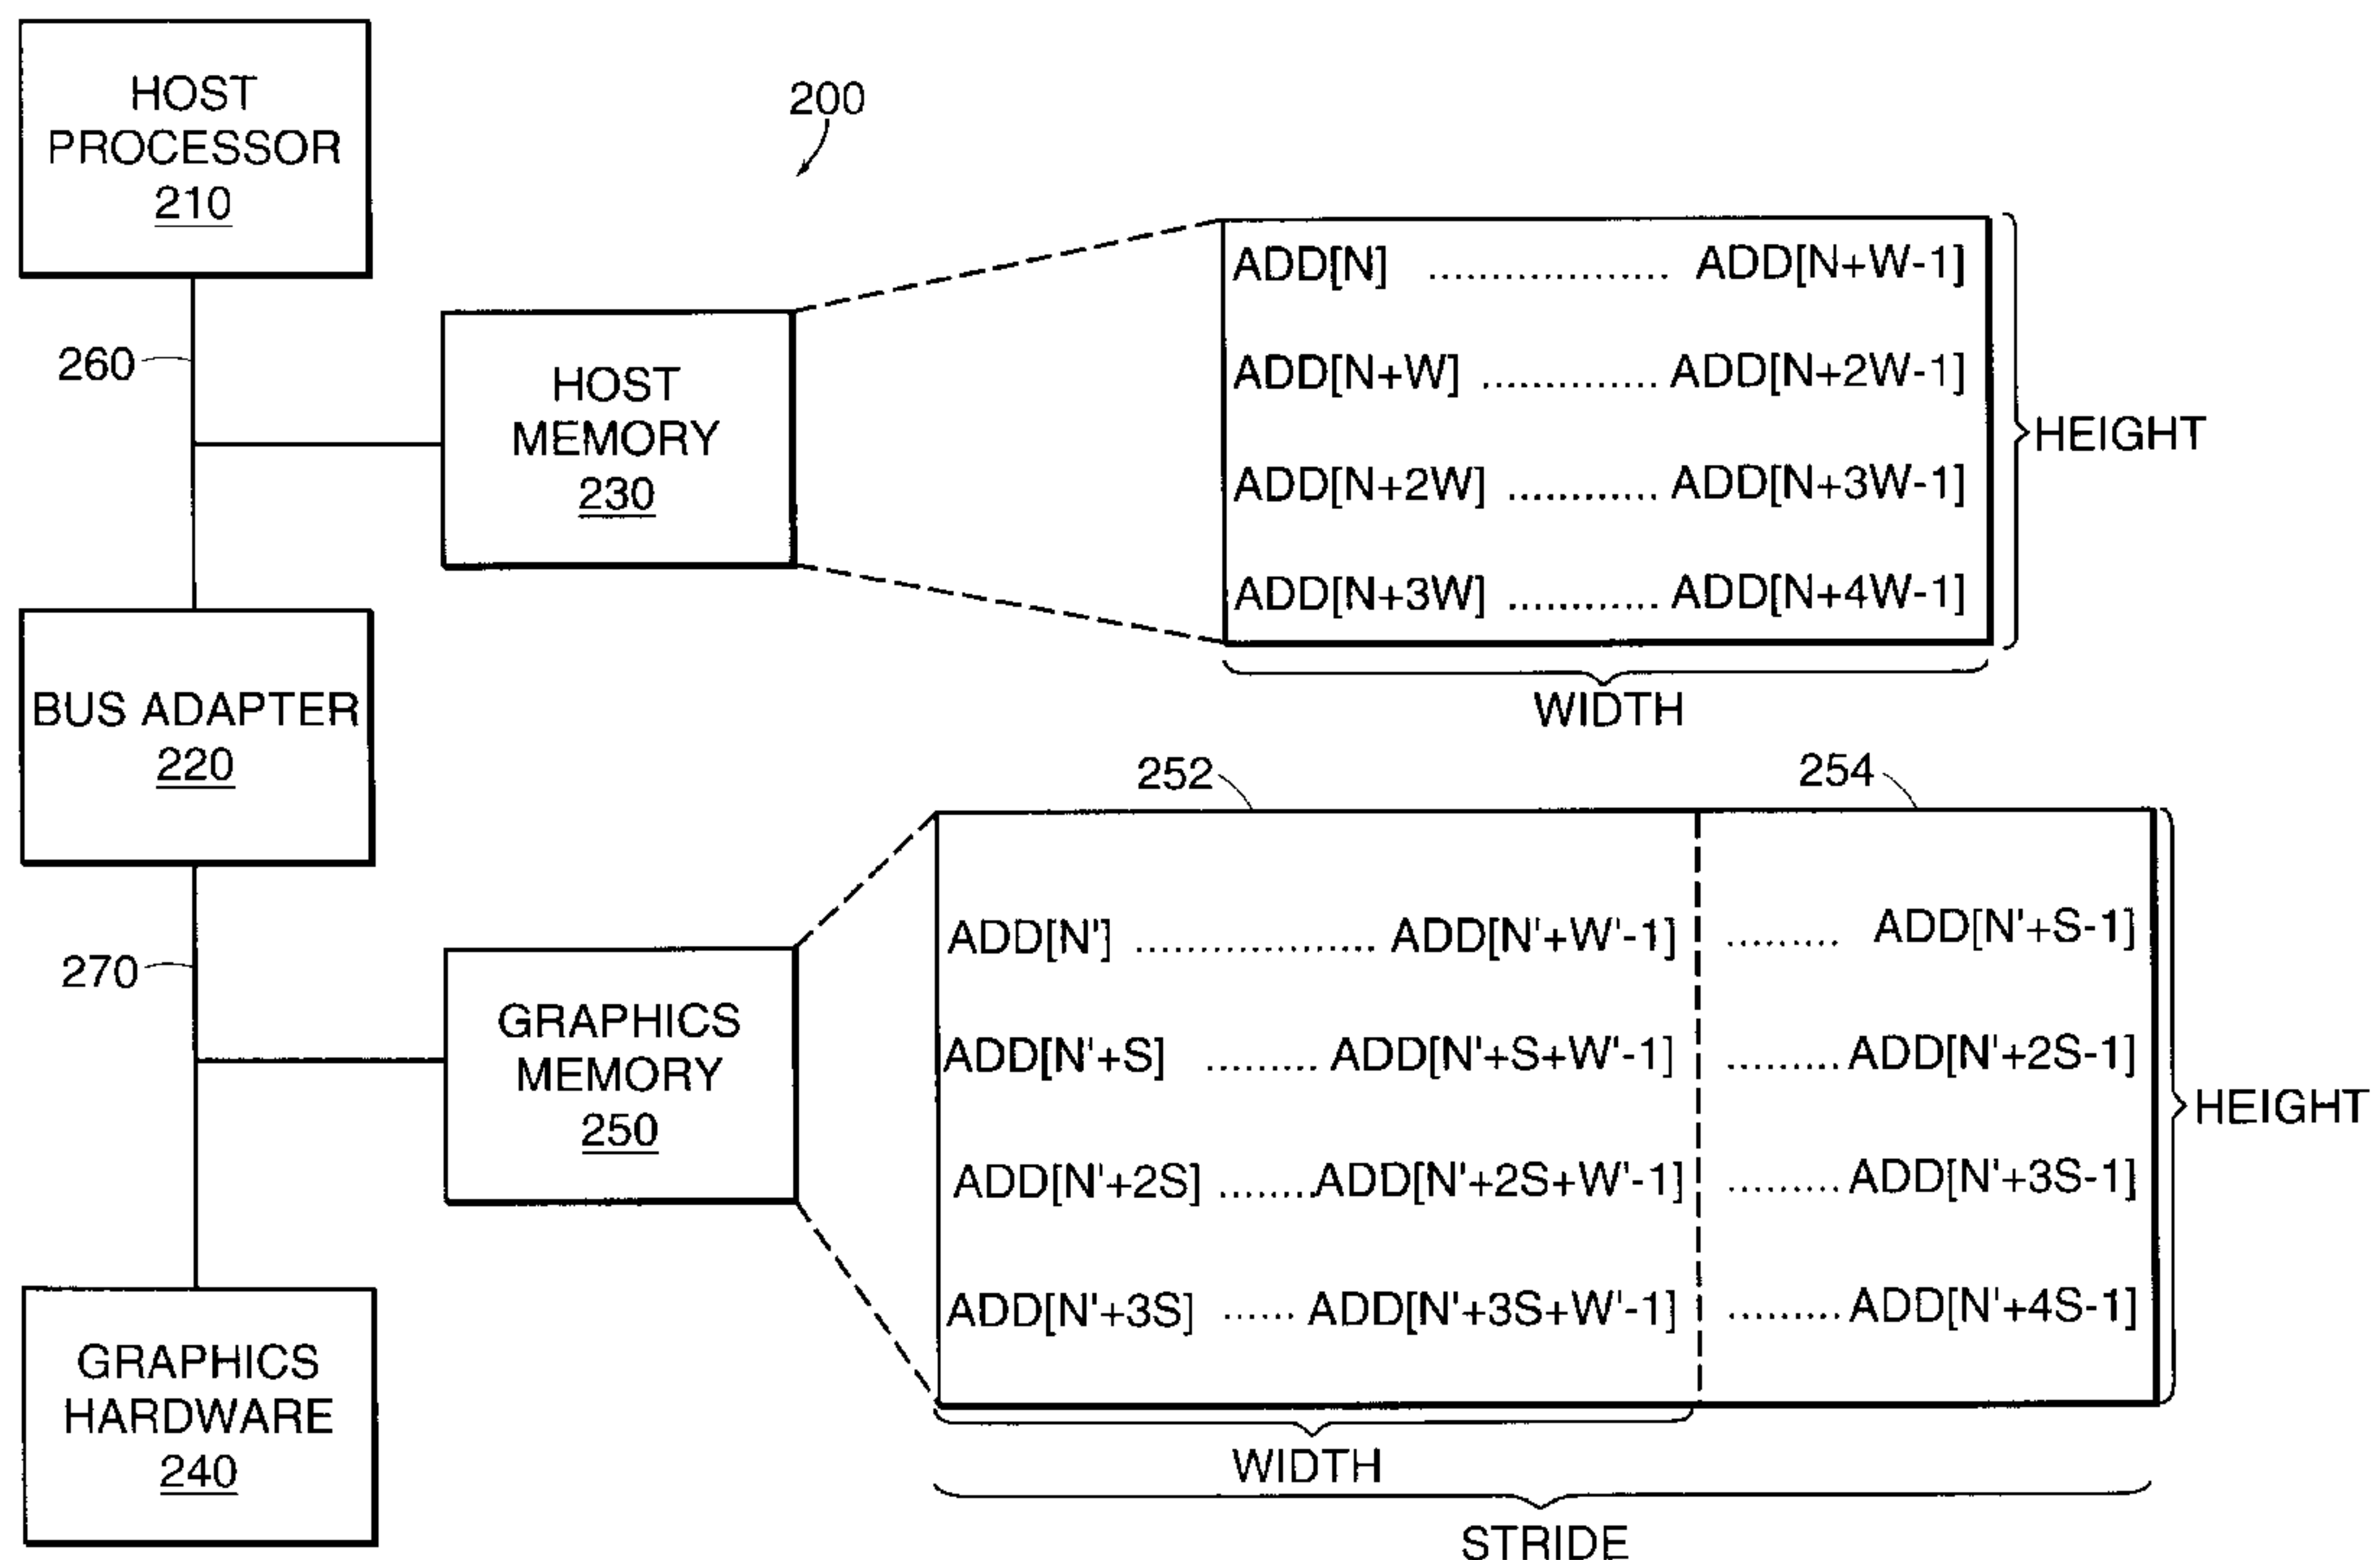 HOST
PROCESSOR
210
200
260
HOST
MEMORY
230
ADD[N] .................. ADD[N+W-1]
ADD[N+W] ............. ADD[N+2W-1]
ADD[N+2W] ............ ADD[N+3W-1]
ADD[N+3W] ............ ADD[N+4W-1]
HEIGHT
WIDTH
BUS ADAPTER
220
252
254
270
GRAPHICS
MEMORY
250
ADD[N'] .................. ADD[N'+W'-1] ......... ADD[N'+S-1]
ADD[N'+S] ......... ADD[N'+S+W'-1] ......... ADD[N'+2S-1]
ADD[N'+2S] ........ ADD[N'+2S+W'-1] ......... ADD[N'+3S-1]
ADD[N'+3S] ...... ADD[N'+3S+W'-1] ......... ADD[N'+4S-1]
HEIGHT
GRAPHICS
HARDWARE
240
WIDTH
STRIDE